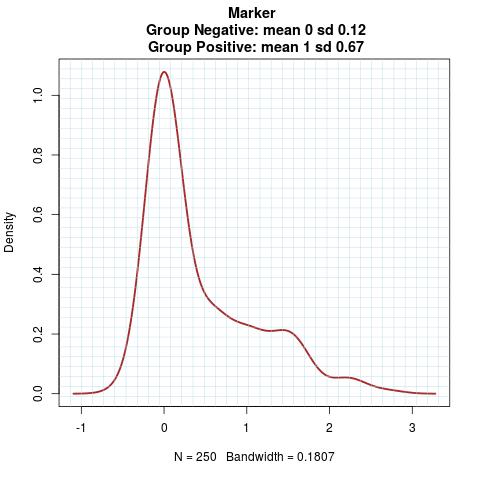 Marker
Group Negative: mean 0 sd 0.12
Group Positive: mean 1 sd 0.67
Density
1.0
0.8
0.6
0.4
0.2
0.0
-1 0 1 2 3
N = 250 Bandwidth = 0.1807